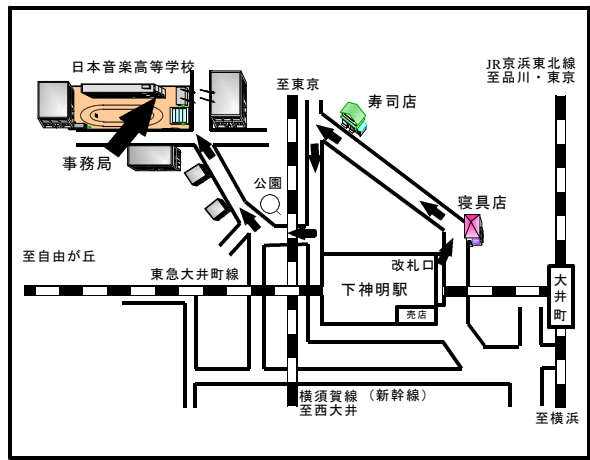 日本音楽高等学校
至東京
寿司店
JR京浜東北線
至品川・東京
事務局
公園
寝具店
至自由が丘
東急大井町線
改札口
下神明駅
売店
大井町
横須賀線（新幹線）
至西大井
至横浜